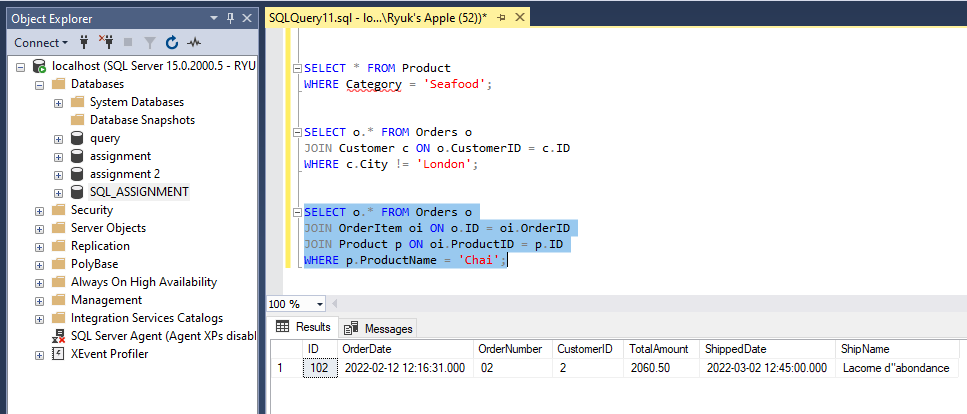 Object Explorer
Connect
localhost (SQL Server 15.0.2000.5 - RYU
Databases
System Databases
Database Snapshots
query
assignment
assignment 2
SQL_ASSIGNMENT
Security
Server Objects
Replication
PolyBase
Always On High Availability
Management
Integration Services Catalogs
SQL Server Agent (Agent XPs disabl
XEvent Profiler
SQLQuery11.sql - lo...\Ryuk's Apple (52))*
SELECT * FROM Product
WHERE Category = 'Seafood';
SELECT o.* FROM Orders o
JOIN Customer c ON o.CustomerID = c.ID
WHERE c.City != 'London';
SELECT o.* FROM Orders o
JOIN OrderItem oi ON o.ID = oi.OrderID
JOIN Product p ON oi.ProductID = p.ID
WHERE p.ProductName = 'Chai';
100 %
Results Messages
ID OrderDate OrderNumber CustomerID TotalAmount ShippedDate ShipName
1 102 2022-02-12 12:16:31.000 02 2 2060.50 2022-03-02 12:45:00.000 Lacome d"abondance